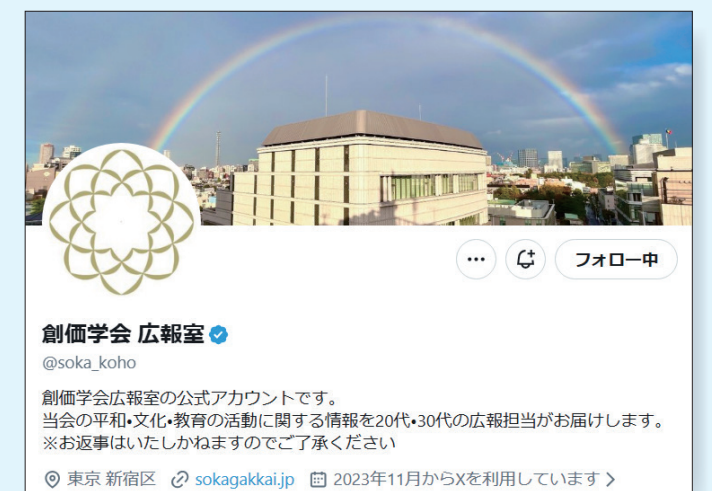 フォロー中
創価学会 広報室
@soka_koho
創価学会広報室の公式アカウントです。
当会の平和・文化・教育の活動に関する情報を20代・30代の広報担当がお届けします。
※お返事はいたしかねますのでご了承ください
東京 新宿区 sokagakkai.jp 2023年11月からXを利用しています